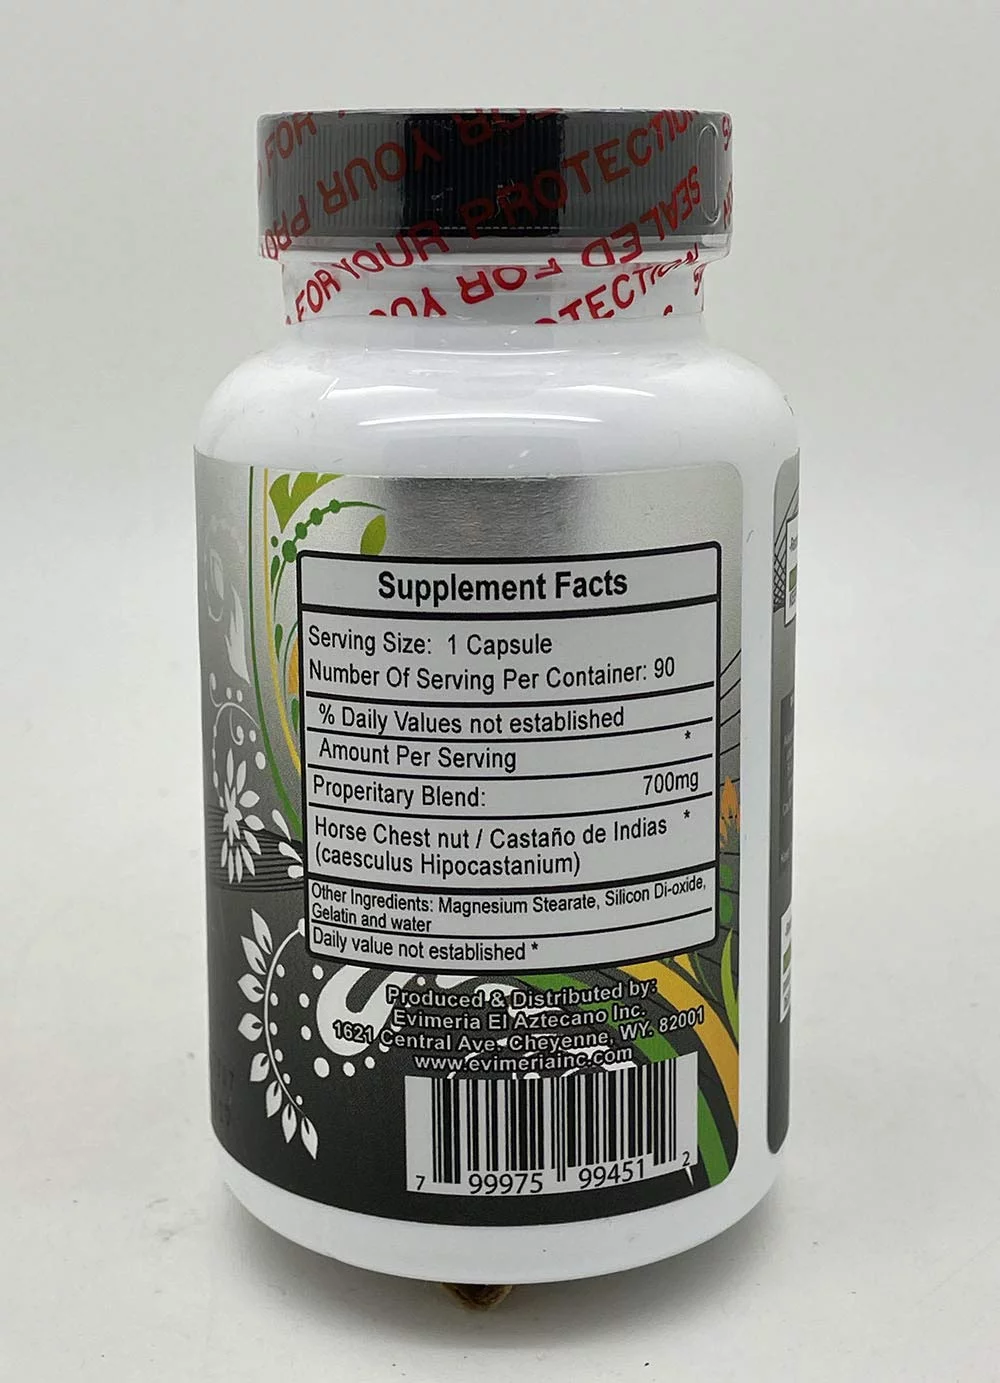 FOR YOUR PROTECTION
SEALED FOR YOUR PROTECTION
Supplement Facts
Serving Size: 1 Capsule
Number Of Serving Per Container: 90
% Daily Values not established
*
Amount Per Serving
Properitary Blend: 700mg
Horse Chest nut / Castaño de Indias *
(caesculus Hipocastanium)
Other Ingredients: Magnesium Stearate, Silicon Di-oxide,
Gelatin and water
Daily value not established *
Produced & Distributed by:
Evimeria El Aztecano Inc.
1621 Central Ave. Cheyenne, WY. 82001
www.evimeriainc.com
7 99975 99451 2